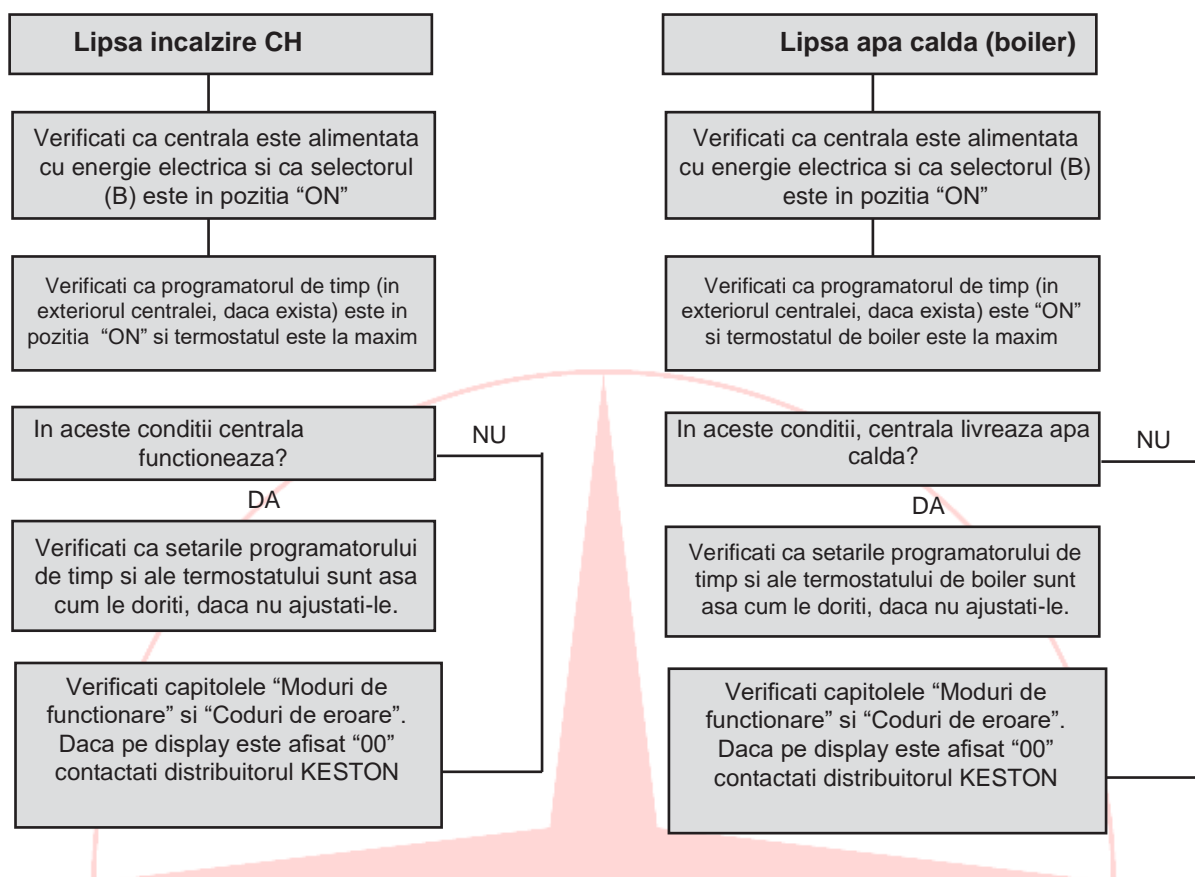 Lipsa incalzire CH
Verificati ca centrala este alimentata
cu energie electrica si ca selectorul
(B) este in pozitia “ON”
Verificati ca programatorul de timp (in
exteriorul centralei, daca exista) este in
pozitia “ON” si termostatul este la maxim
In aceste conditii centrala
functioneaza?
NU
DA
Verificati ca setarile programatorului
de timp si ale termostatului sunt asa
cum le doriti, daca nu ajustati-le.
Verificati capitolele “Moduri de
functionare” si “Coduri de eroare”.
Daca pe display este afisat “00”
contactati distribuitorul KESTON
Lipsa apa calda (boiler)
Verificati ca centrala este alimentata
cu energie electrica si ca selectorul (B)
este in pozitia “ON”
Verificati ca programatorul de timp (in
exteriorul centralei, daca exista) este “ON”
si termostatul de boiler este la maxim
In aceste conditii, centrala livreaza apa
calda?
NU
DA
Verificati ca setarile programatorului de
timp si ale termostatului de boiler sunt
asa cum le doriti, daca nu ajustati-le.
Verificati capitolele “Moduri de
functionare” si “Coduri de eroare”.
Daca pe display este afisat “00”
contactati distribuitorul KESTON